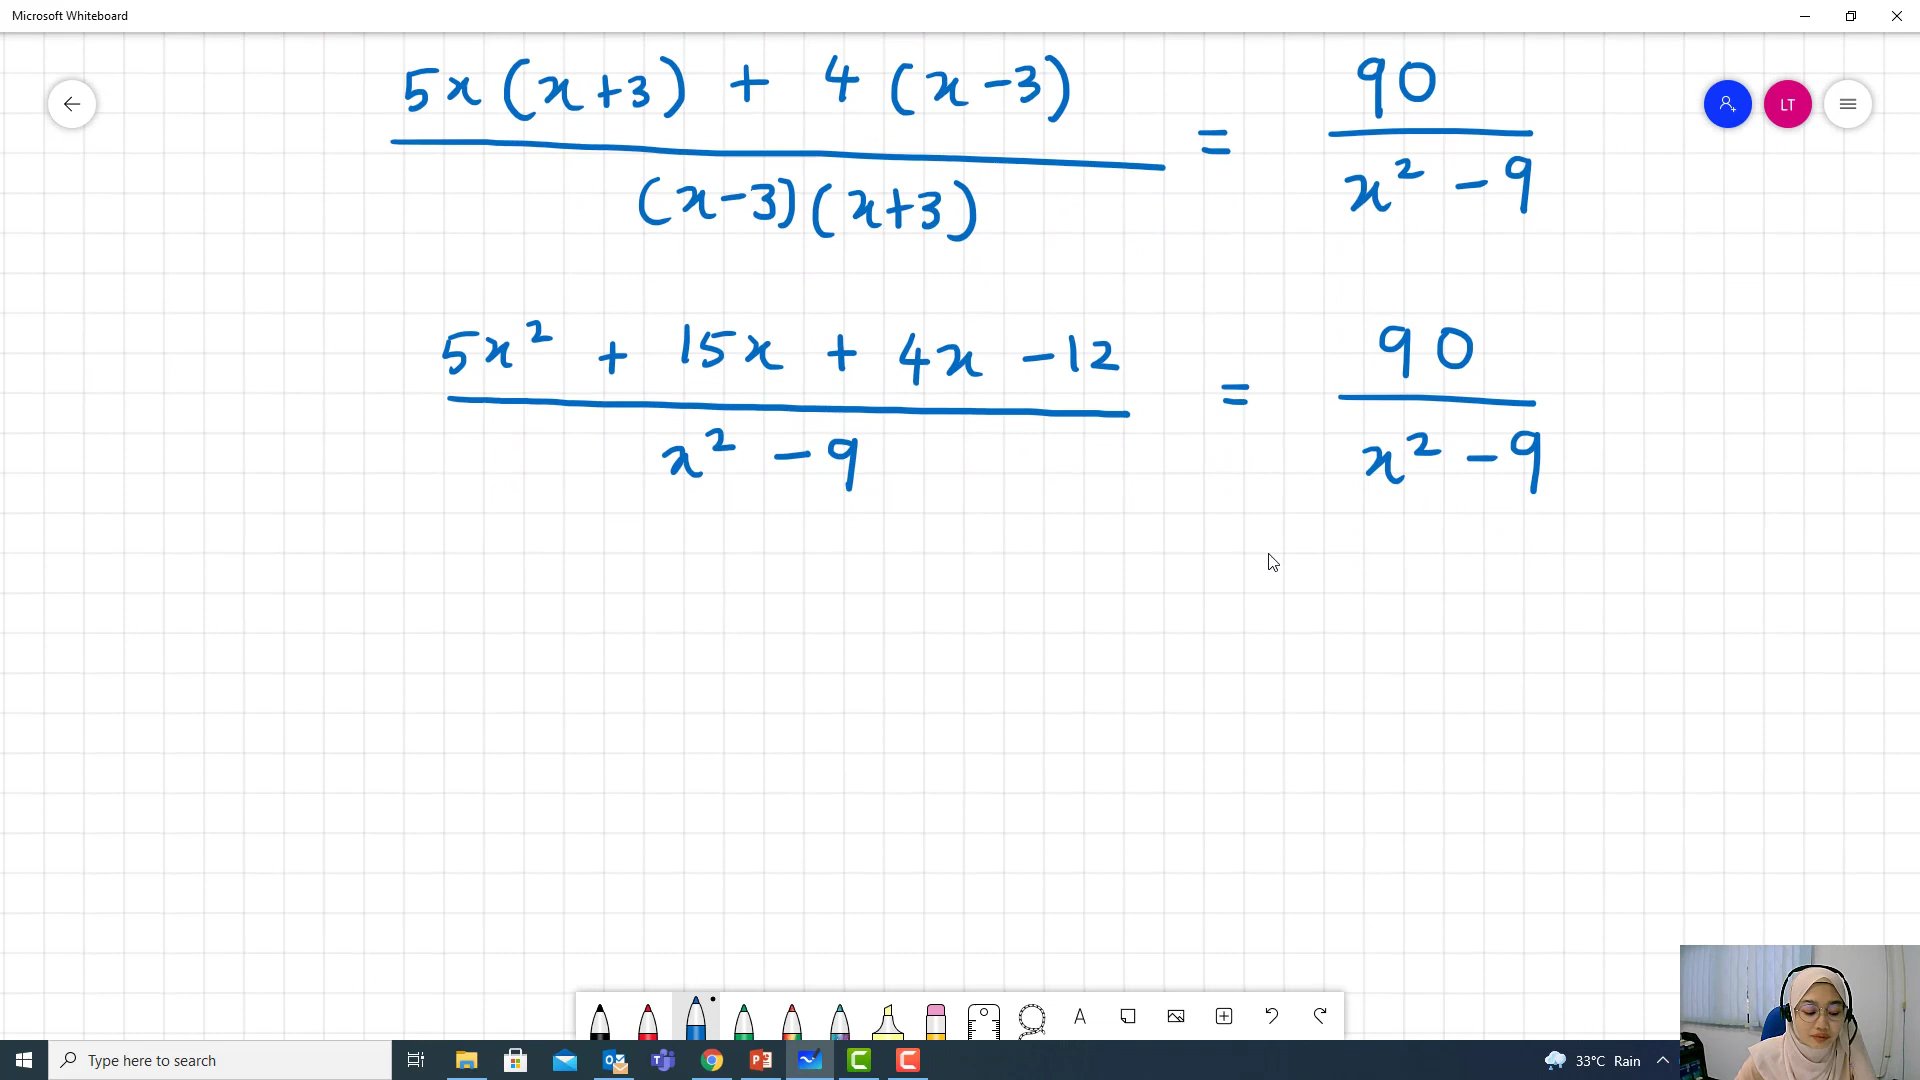 Microsoft Whiteboard
5x(x+3) + 4(x-3)
90
=
(x-3)(x+3)
x² - 9
LT
5x² + 15x + 4x - 12
90
=
x² - 9
x² - 9
A
Type here to search
33°C Rain